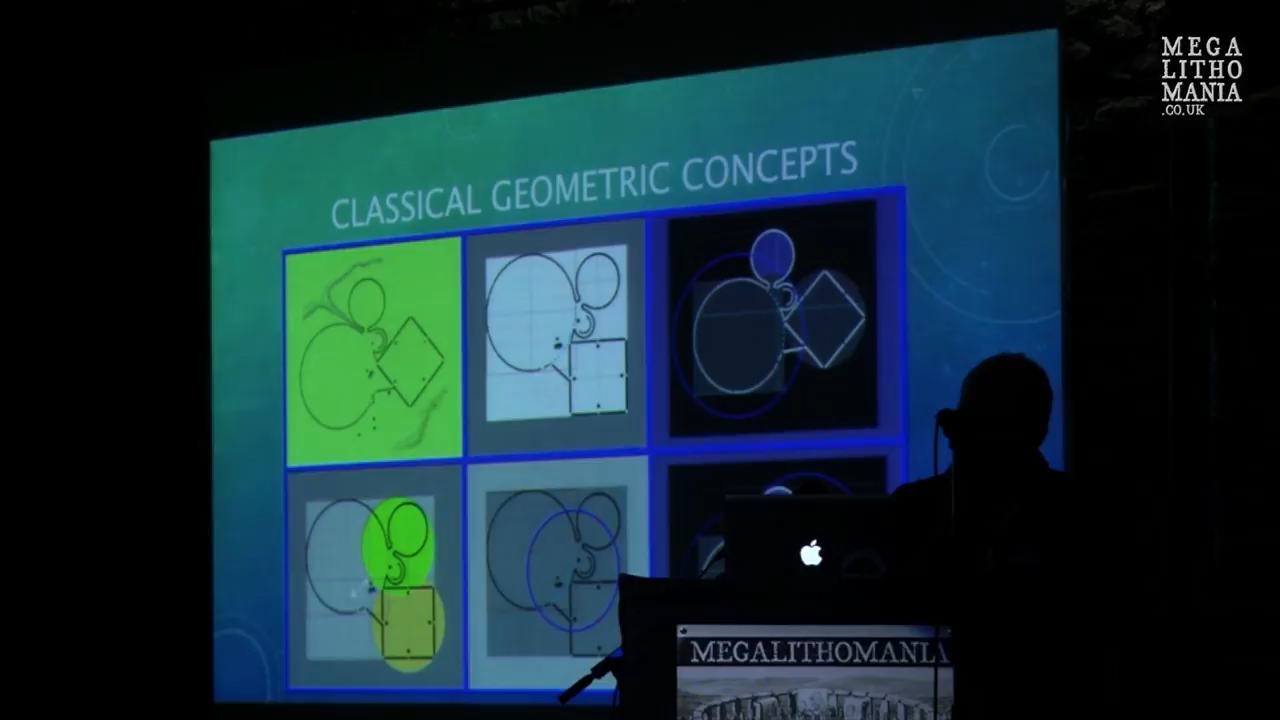 MEGA
LITHO
MANIA
.CO.UK
CLASSICAL GEOMETRIC CONCEPTS
MEGALITHOMANIA